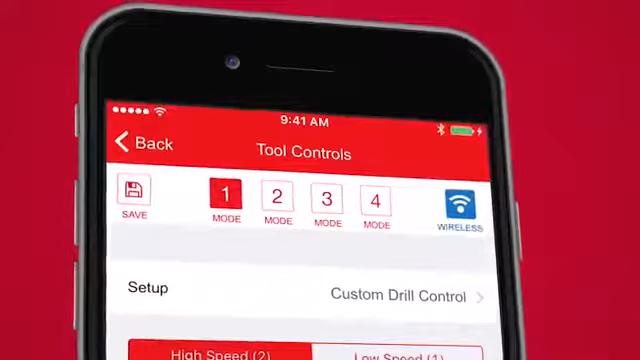 9:41 AM
Back
Tool Controls
1 2 3 4
SAVE MODE MODE MODE MODE WIRELESS
Setup Custom Drill Control
High Speed (2) Low Speed (1)